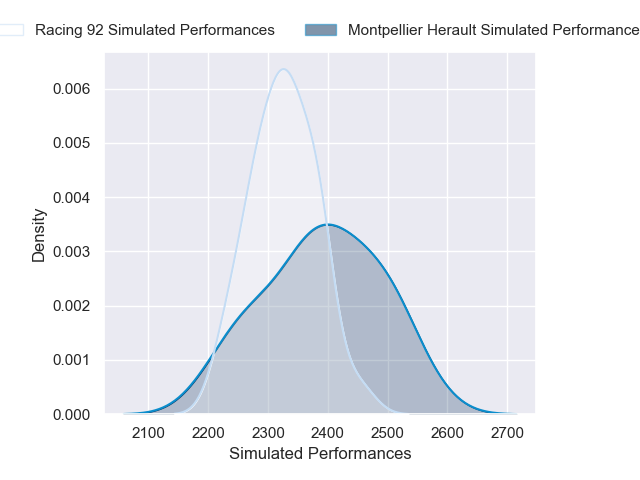 Racing 92 Simulated Performances
Montpellier Herault Simulated Performance
0.006
0.005
0.004
0.003
0.002
0.001
0.000
Density
2100 2200 2300 2400 2500 2600 2700
Simulated Performances